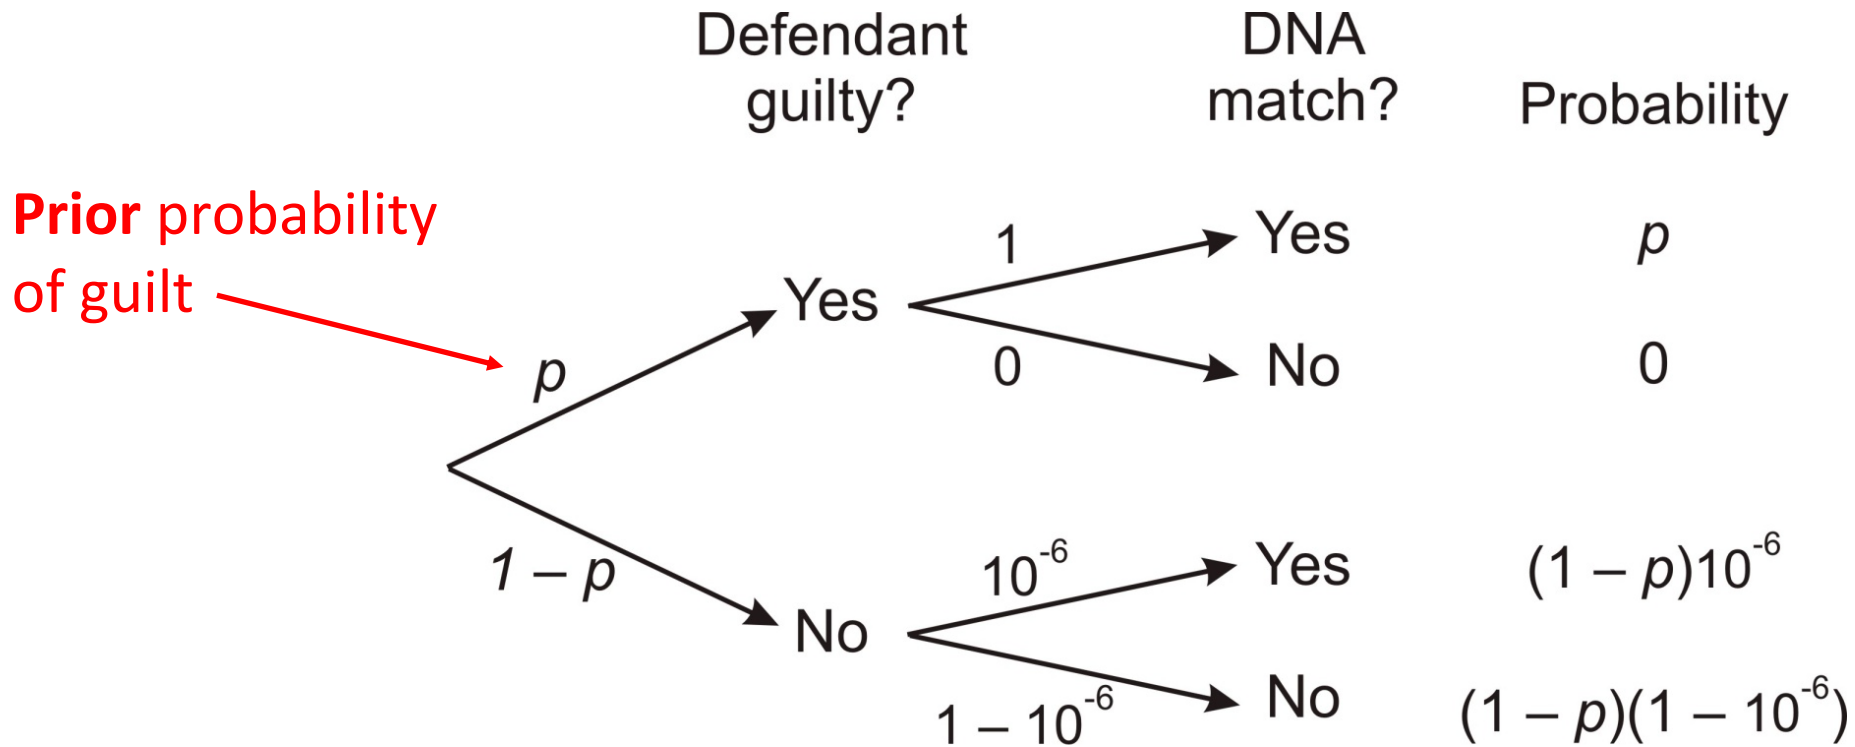 Defendant guilty?
DNA match?
Probability
Prior probability
of guilt
p
1 – p
Yes
No
1
0
10⁻⁶
1 – 10⁻⁶
Yes
No
Yes
No
p
0
(1 – p)10⁻⁶
(1 – p)(1 – 10⁻⁶)